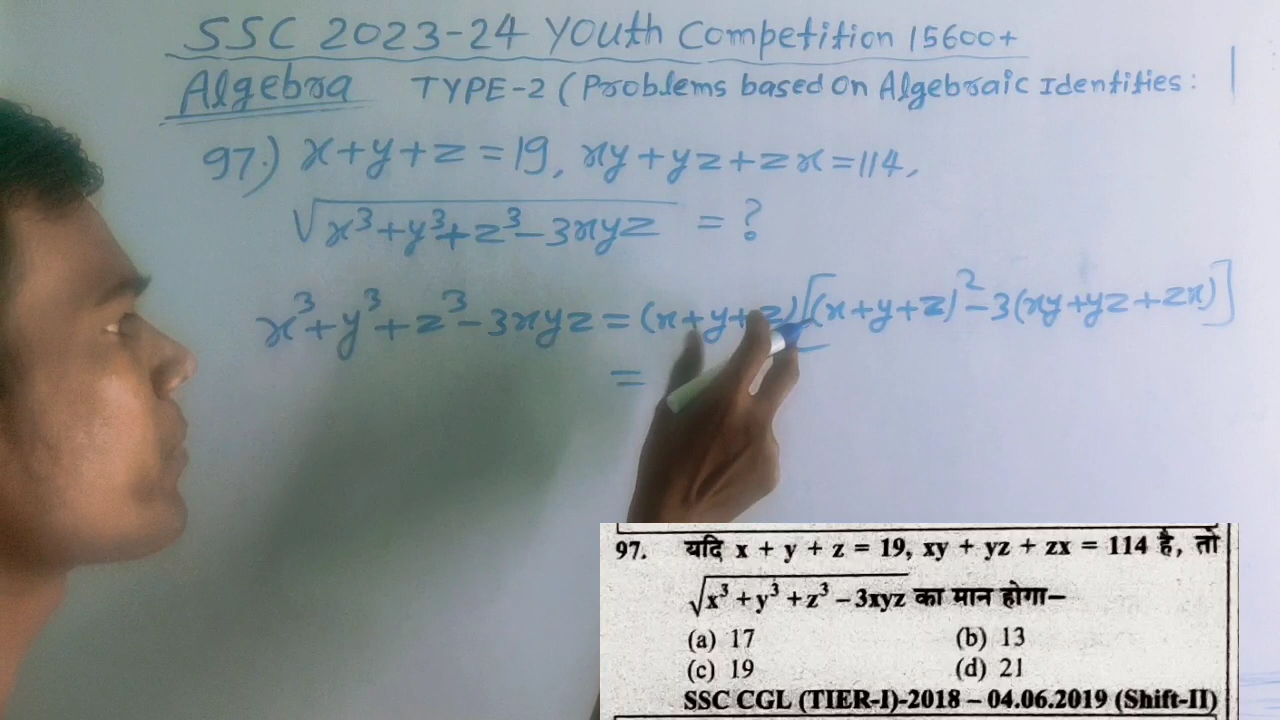 SSC 2023-24 Youth Competition 15600+
Algebra TYPE-2 (Problems based on Algebraic Identities:
97.) x+y+z=19, xy+yz+zx=114,
√x³+y³+z³-3xyz = ?
x³+y³+z³-3xyz = (x+y+z)[(x+y+z)²-3(xy+yz+zx)]
=
97. यदि x + y + z = 19, xy + yz + zx = 114 है, तो
√x³ + y³ + z³ – 3xyz का मान होगा–
(a) 17 (b) 13
(c) 19 (d) 21
SSC CGL (TIER-I)-2018 – 04.06.2019 (Shift-II)